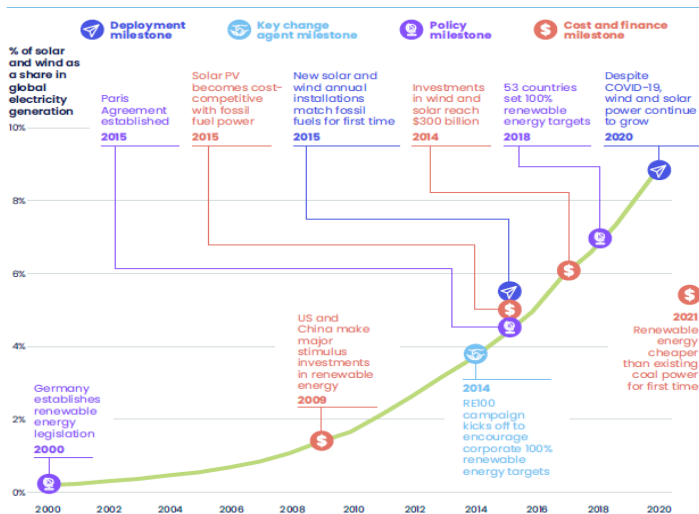 Deployment
milestone
Key change
agent milestone
Policy
milestone
Cost and finance
milestone
% of solar
and wind as
a share in
global
electricity
generation
Paris
Agreement
established
2015
Solar PV
becomes cost-
competitive
with fossil
fuel power
2015
New solar and
wind annual
installations
match fossil
fuels for first time
2015
Investments
in wind and
solar reach
$300 billion
2014
53 countries
set 100%
renewable
energy targets
2018
Despite
COVID-19,
wind and solar
power continue
to grow
2020
10%
8%
6%
4%
2%
0%
Germany
establishes
renewable
energy
legislation
2000
US and
China make
major
stimulus
investments
in renewable
energy
2009
2014
RE100
campaign
kicks off to
encourage
corporate 100%
renewable
energy targets
2021
Renewable
energy
cheaper
than existing
coal power
for first time
$
$
$
$
2000 2002 2004 2006 2008 2010 2012 2014 2016 2018 2020